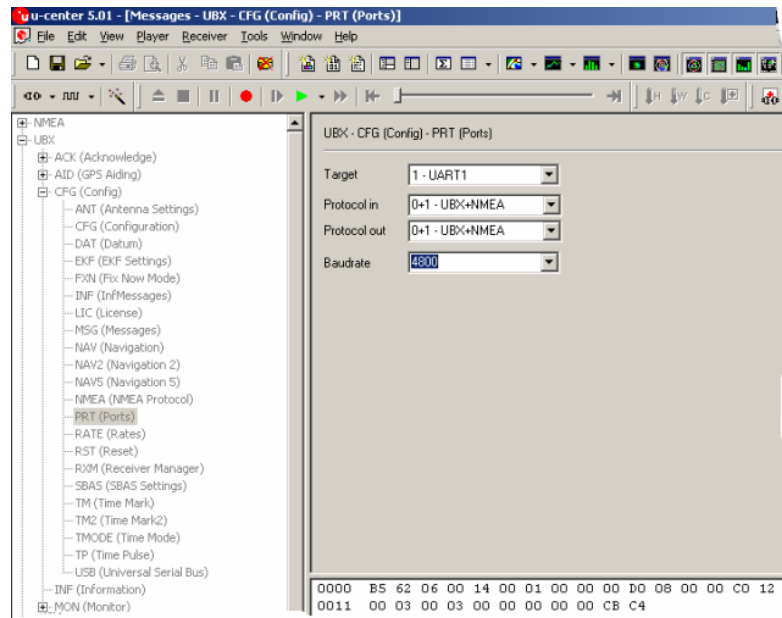 u-center 5.01 - [Messages - UBX - CFG (Config) - PRT (Ports)]
File Edit View Player Receiver Tools Window Help
NMEA
UBX
ACK (Acknowledge)
AID (GPS Aiding)
CFG (Config)
ANT (Antenna Settings)
CFG (Configuration)
DAT (Datum)
EKF (EKF Settings)
FXN (Fix Now Mode)
INF (InfMessages)
LIC (License)
MSG (Messages)
NAV (Navigation)
NAV2 (Navigation 2)
NAV5 (Navigation 5)
NMEA (NMEA Protocol)
PRT (Ports)
RATE (Rates)
RST (Reset)
RXM (Receiver Manager)
SBAS (SBAS Settings)
TM (Time Mark)
TM2 (Time Mark2)
TMODE (Time Mode)
TP (Time Pulse)
USB (Universal Serial Bus)
INF (Information)
MON (Monitor)
UBX - CFG (Config) - PRT (Ports)
Target 1 - UART1
Protocol in 0+1 - UBX+NMEA
Protocol out 0+1 - UBX+NMEA
Baudrate 4800
0000 B5 62 06 00 14 00 01 00 00 00 D0 08 00 00 C0 12
0011 00 03 00 03 00 00 00 00 00 CB C4